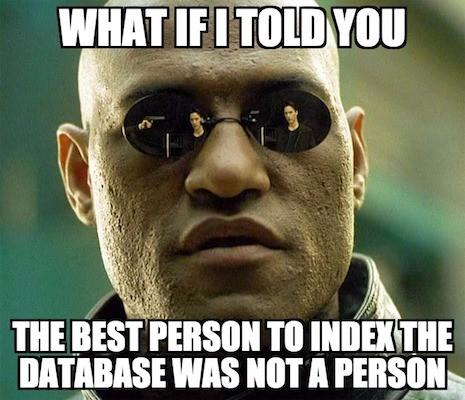 WHAT IF I TOLD YOU
THE BEST PERSON TO INDEX THE
DATABASE WAS NOT A PERSON